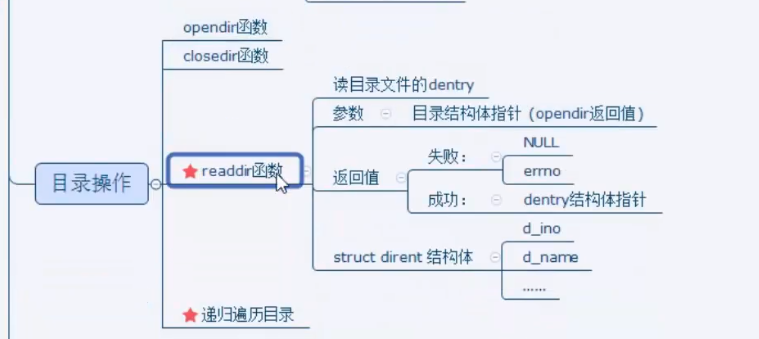 opendir函数
closedir函数
读目录文件的dentry
参数 目录结构体指针（opendir返回值）
NULL
失败：
errno
目录操作
readdir函数
返回值
成功： dentry结构体指针
d_ino
struct dirent 结构体 d_name
......
递归遍历目录